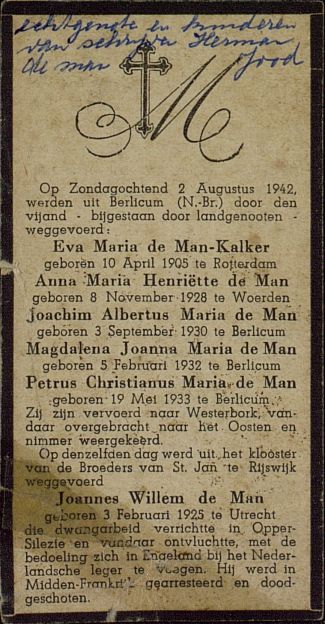 echtgenote en kinderen
van schrijver Herman
de man Jood
M
Op Zondagochtend 2 Augustus 1942,
werden uit Berlicum (N.-Br.) door den
vijand - bijgestaan door landgenooten -
weggevoerd:
Eva Maria de Man-Kalker
geboren 10 April 1905 te Rotterdam
Anna Maria Henriëtte de Man
geboren 8 November 1928 te Woerden
Joachim Albertus Maria de Man
geboren 3 September 1930 te Berlicum
Magdalena Joanna Maria de Man
geboren 5 Februari 1932 te Berlicum
Petrus Christianus Maria de Man
geboren 19 Mei 1933 te Berlicum.
Zij zijn vervoerd naar Westerbork, van-
daar overgebracht naar het Oosten en
nimmer weergekeerd.
Op denzelfden dag werd uit het klooster
van de Broeders van St. Jan te Rijswijk
weggevoerd
Joannes Willem de Man
geboren 3 Februari 1925 te Utrecht
die dwangarbeid verrichtte in Opper-
Silezie en vandaar ontvluchtte, met de
bedoeling zich in Engeland bij het Neder-
landsche leger te voegen. Hij werd in
Midden-Frankrijk gearresteerd en dood-
geschoten.